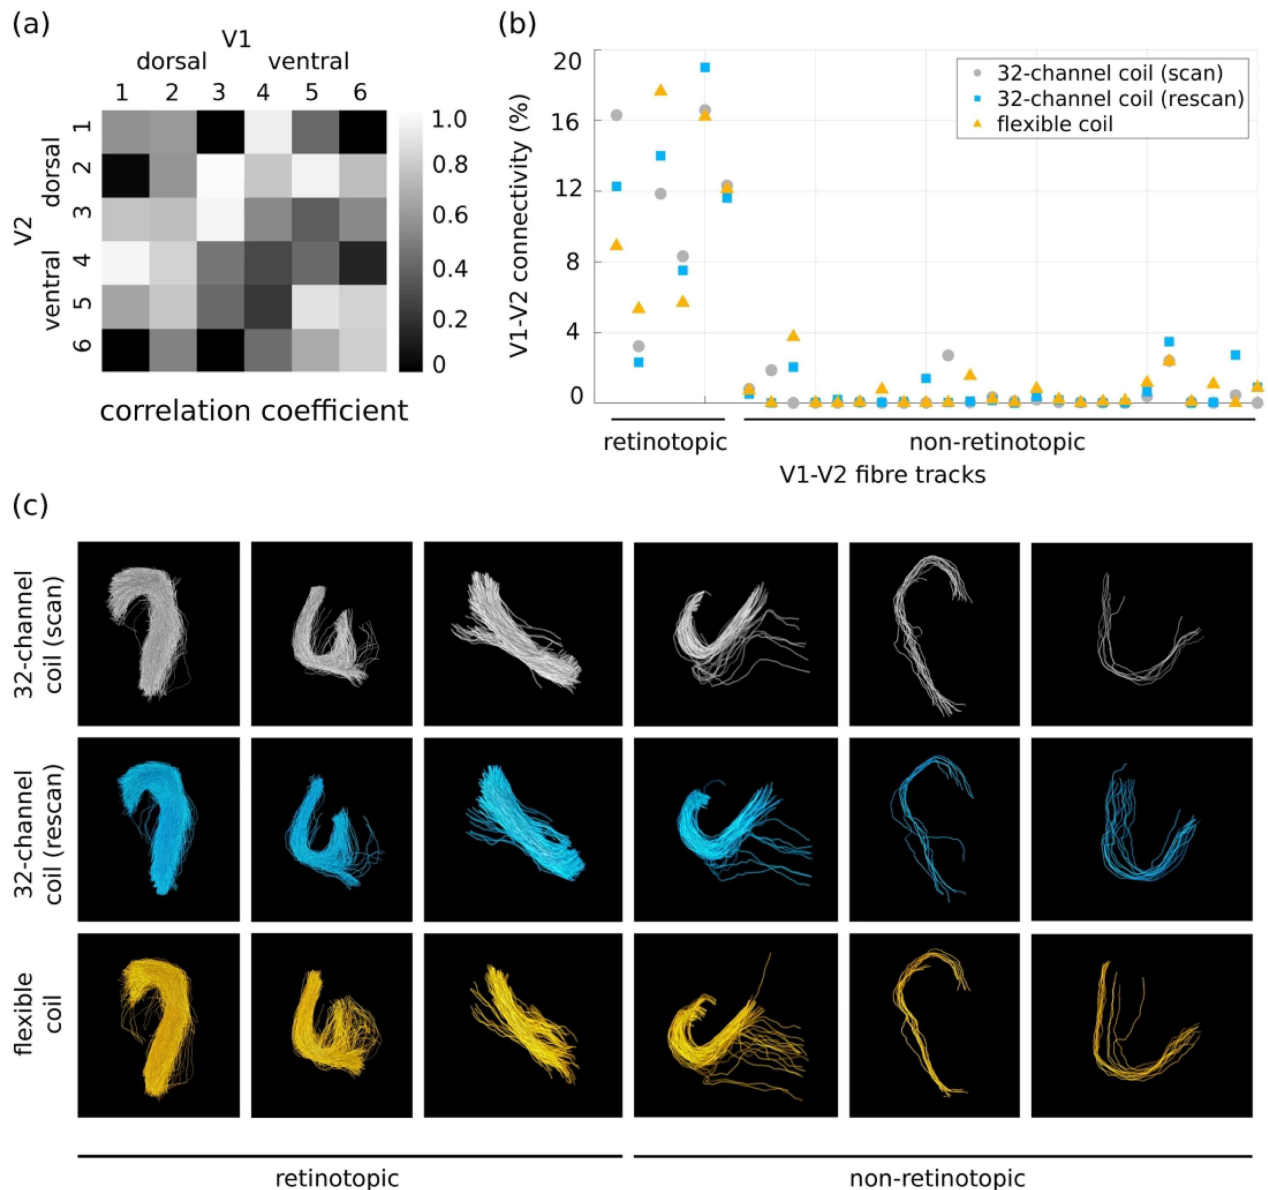 (a)
V1
dorsal ventral
1 2 3 4 5 6
V2
dorsal
ventral
1
2
3
4
5
6
1.0
0.8
0.6
0.4
0.2
0
correlation coefficient
(b)
V1-V2 connectivity (%)
20
16
12
8
4
0
32-channel coil (scan)
32-channel coil (rescan)
flexible coil
retinotopic non-retinotopic
V1-V2 fibre tracks
(c)
32-channel
coil (scan)
32-channel
coil (rescan)
flexible
coil
retinotopic non-retinotopic